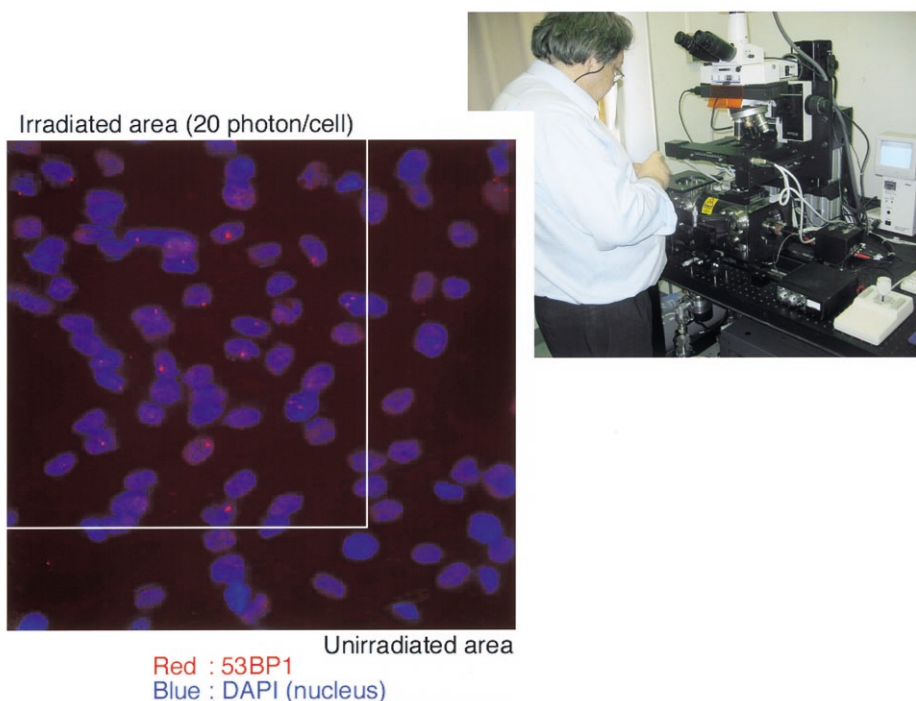 Irradiated area (20 photon/cell)
Unirradiated area
Red : 53BP1
Blue : DAPI (nucleus)